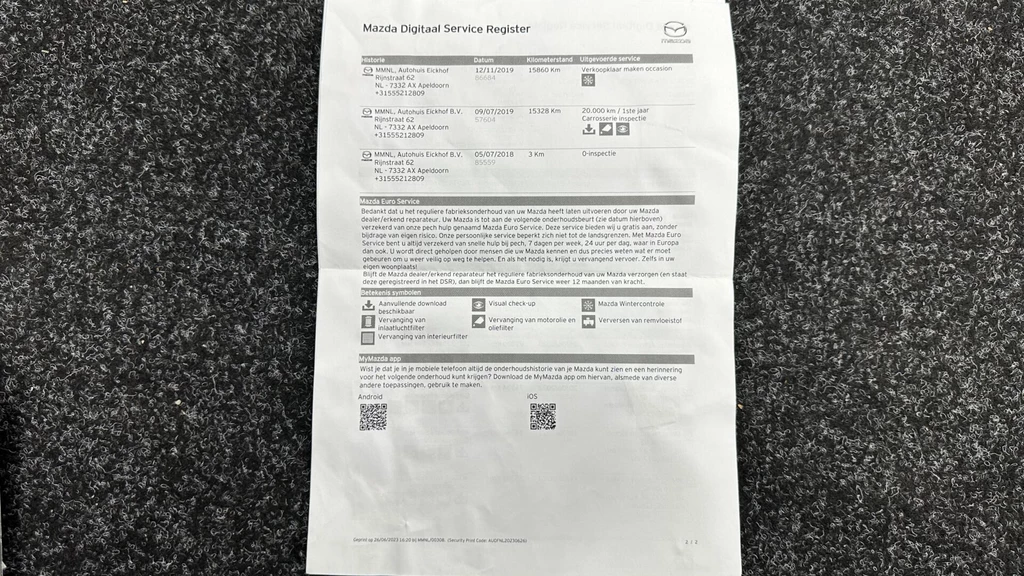 Mazda Digitaal Service Register
Historie Datum Kilometerstand Uitgevoerde service
MMNL, Autohuis Eickhof 12/11/2019 15860 Km Verkoopklaar maken occasion
Rijnstraat 62
NL - 7332 AX Apeldoorn
+31555212809
MMNL, Autohuis Eickhof B.V. 09/07/2019 15328 Km 20.000 km / 1ste jaar
Rijnstraat 62 57604 Carrosserie inspectie
NL - 7332 AX Apeldoorn
+31555212809
MMNL, Autohuis Eickhof B.V. 05/07/2018 3 Km 0-inspectie
Rijnstraat 62
NL - 7332 AX Apeldoorn
+31555212809
Mazda Euro Service
Bedankt dat u het reguliere fabrieksonderhoud van uw Mazda heeft laten uitvoeren door uw Mazda
dealer/erkend reparateur. Uw Mazda is tot aan de volgende onderhoudsbeurt (zie datum hierboven)
verzekerd van onze pech hulp genaamd Mazda Euro Service. Deze service bieden wij u gratis aan, zonder
bijdrage van eigen risico. Onze persoonlijke service beperkt zich niet tot de landsgrenzen. Met Mazda Euro
Service bent u altijd verzekerd van snelle hulp bij pech, 7 dagen per week, 24 uur per dag, waar in Europa
dan ook. U wordt direct geholpen door mensen die uw Mazda kennen en dus precies weten wat er moet
gebeuren om u weer veilig op weg te helpen. En als het nodig is, krijgt u vervangend vervoer. Zelfs in uw
eigen woonplaats!
Blijft de Mazda dealer/erkend reparateur het reguliere fabrieksonderhoud van uw Mazda verzorgen (en staat
deze geregistreerd in het DSR), dan blijft de Mazda Euro Service weer 12 maanden van kracht.
Betekenis symbolen
Aanvullende download beschikbaar
Visual check-up
Mazda Wintercontrole
Vervanging van inlaatluchtfilter
Vervanging van motorolie en oliefilter
Verversen van remvloeistof
Vervanging van interieurfilter
MyMazda app
Wist je dat je in je mobiele telefoon altijd de onderhoudshistorie van je Mazda kunt zien en een herinnering
voor het volgende onderhoud kunt krijgen? Download de MyMazda app om hiervan, alsmede van diverse
andere toepassingen, gebruik te maken.
Android iOS
2 / 2